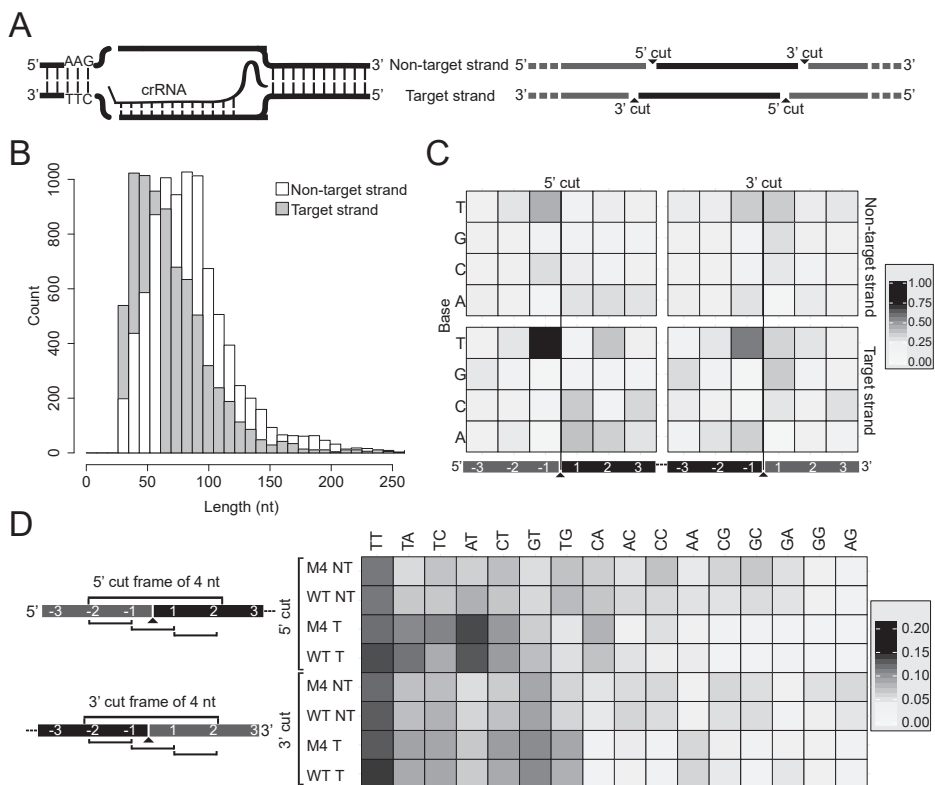 A
5' AAG 3' Non-target strand 5' 5' cut 3' cut 3'
crRNA
3' TTC 5' Target strand 3' 3' cut 5' cut 5'
B
Count
1000
800
600
400
200
0
0 50 100 150 200 250
Length (nt)
Non-target strand
Target strand
C
5' cut 3' cut
Base
T
G
C
A
Non-target strand
T
G
C
A
Target strand
5' -3 -2 -1 1 2 3 -3 -2 -1 1 2 3 3'
1.00
0.75
0.50
0.25
0.00
D
TT TA TC AT CT GT TG CA AC CC AA CG GC GA GG AG
5' cut frame of 4 nt
5' -3 -2 -1 1 2 3
5' cut
M4 NT
WT NT
M4 T
WT T
3' cut frame of 4 nt
-3 -2 -1 1 2 3 3'
3' cut
M4 NT
WT NT
M4 T
WT T
0.20
0.15
0.10
0.05
0.00